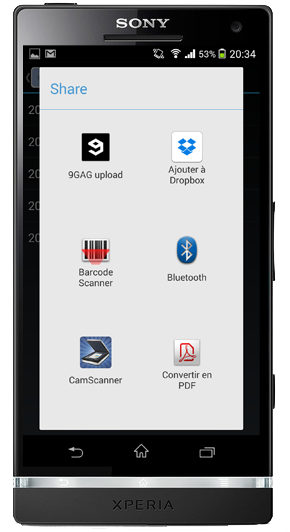 SONY
53% 20:34
Share
9GAG upload
Ajouter à
Dropbox
Barcode
Scanner
Bluetooth
CamScanner
Convertir en
PDF
XPERIA